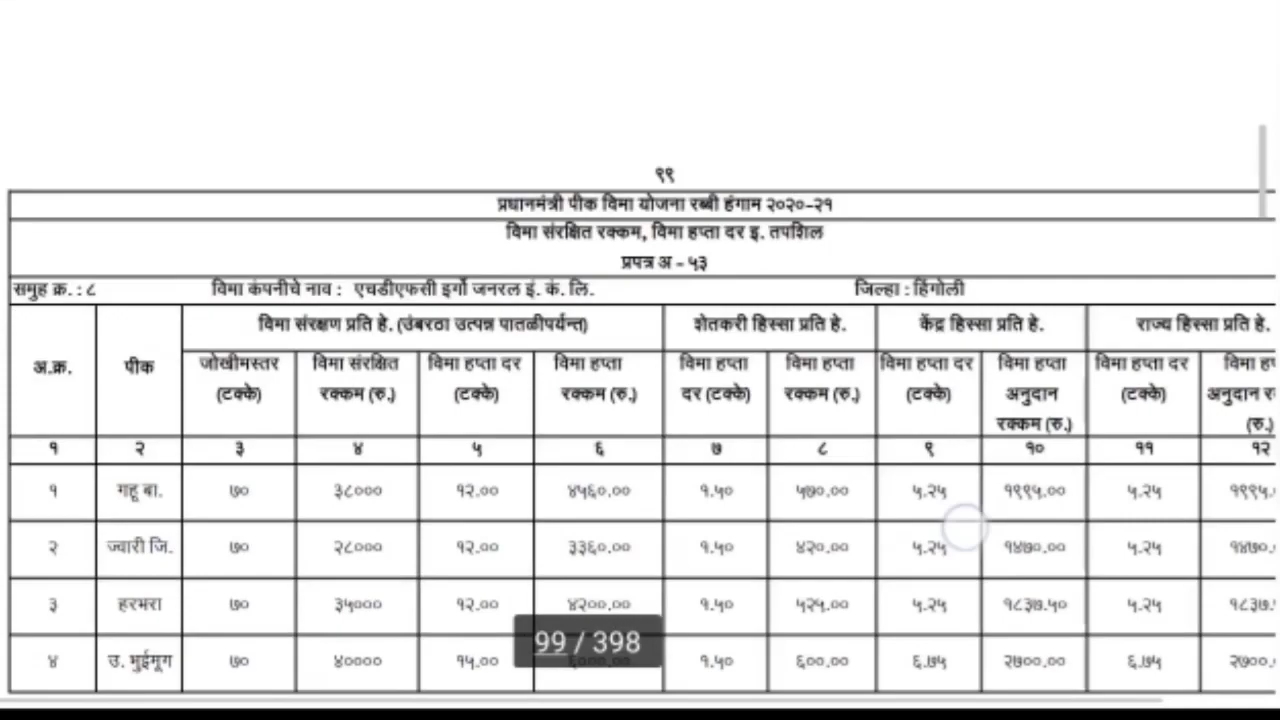 ९९
प्रधानमंत्री पीक विमा योजना रब्बी हंगाम २०२०-२१
विमा संरक्षित रक्कम, विमा हप्ता दर इ. तपशिल
प्रपत्र अ - ५३
समुह क्र. : ८ विमा कंपनीचे नाव : एचडीएफसी इर्गो जनरल इं. कं. लि. जिल्हा : हिंगोली
अ.क्र. पीक विमा संरक्षण प्रति हे. (उंबरठा उत्पन्न पातळीपर्यन्त) शेतकरी हिस्सा प्रति हे. केंद्र हिस्सा प्रति हे. राज्य हिस्सा प्रति हे.
जोखीमस्तर विमा संरक्षित विमा हप्ता दर विमा हप्ता विमा हप्ता विमा हप्ता विमा हप्ता दर विमा हप्ता विमा हप्ता दर विमा
(टक्के) रक्कम (रु.) (टक्के) रक्कम (रु.) दर (टक्के) रक्कम (रु.) (टक्के) अनुदान (टक्के) अनुदान
रक्कम (रु.) (रु.)
१ २ ३ ४ ५ ६ ७ ८ ९ १० ११ १२
१ गहू बा. ७० ३८००० १२.०० ४५६०.०० १.५० ५७०.०० ५.२५ १९९५.०० ५.२५ १९९५.
२ ज्वारी जि. ७० २८००० १२.०० ३३६०.०० १.५० ४२०.०० ५.२५ १४७०.०० ५.२५ १४७०.
३ हरभरा ७० ३५००० १२.०० ४२००.०० १.५० ५२५.०० ५.२५ १८३७.५० ५.२५ १८३७.
४ उ. भुईमूग ७० ४०००० १५.०० १.५० ६००.०० ६.७५ २७००.०० ६.७५ २७००.
99 / 398